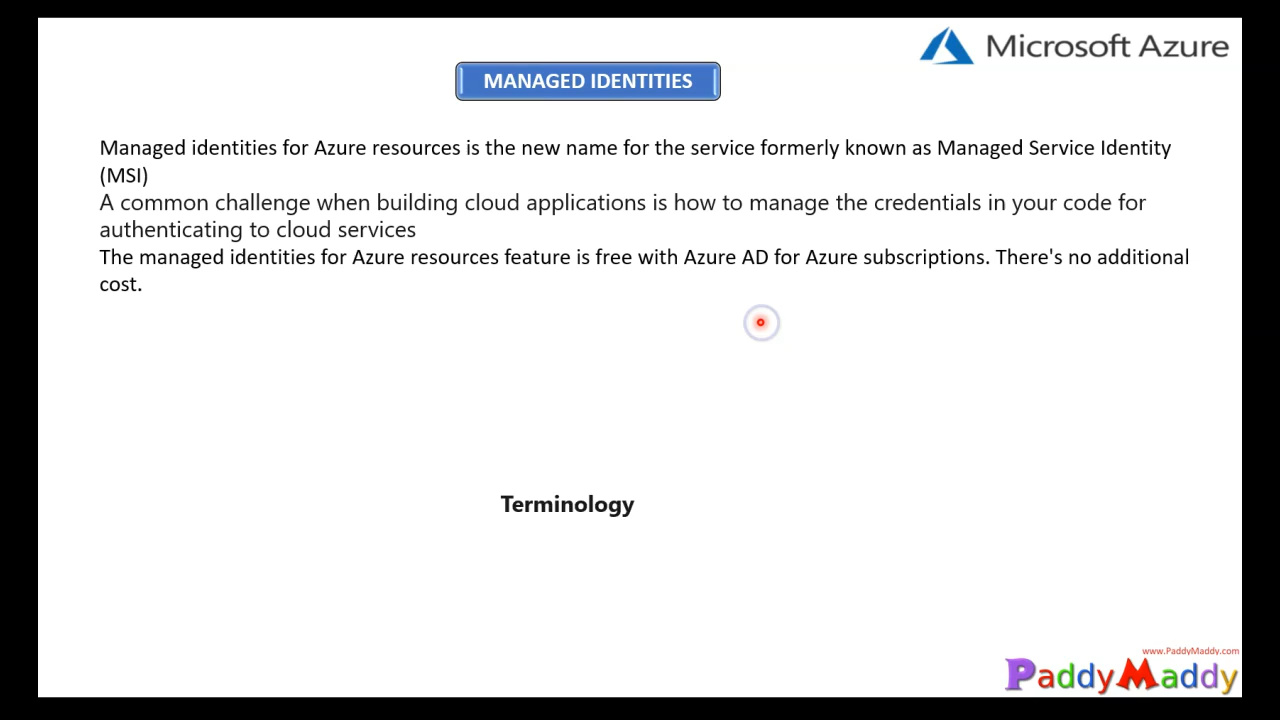 Microsoft Azure
MANAGED IDENTITIES
Managed identities for Azure resources is the new name for the service formerly known as Managed Service Identity
(MSI)
A common challenge when building cloud applications is how to manage the credentials in your code for
authenticating to cloud services
The managed identities for Azure resources feature is free with Azure AD for Azure subscriptions. There's no additional
cost.
Terminology
www.PaddyMaddy.com
PaddyMaddy